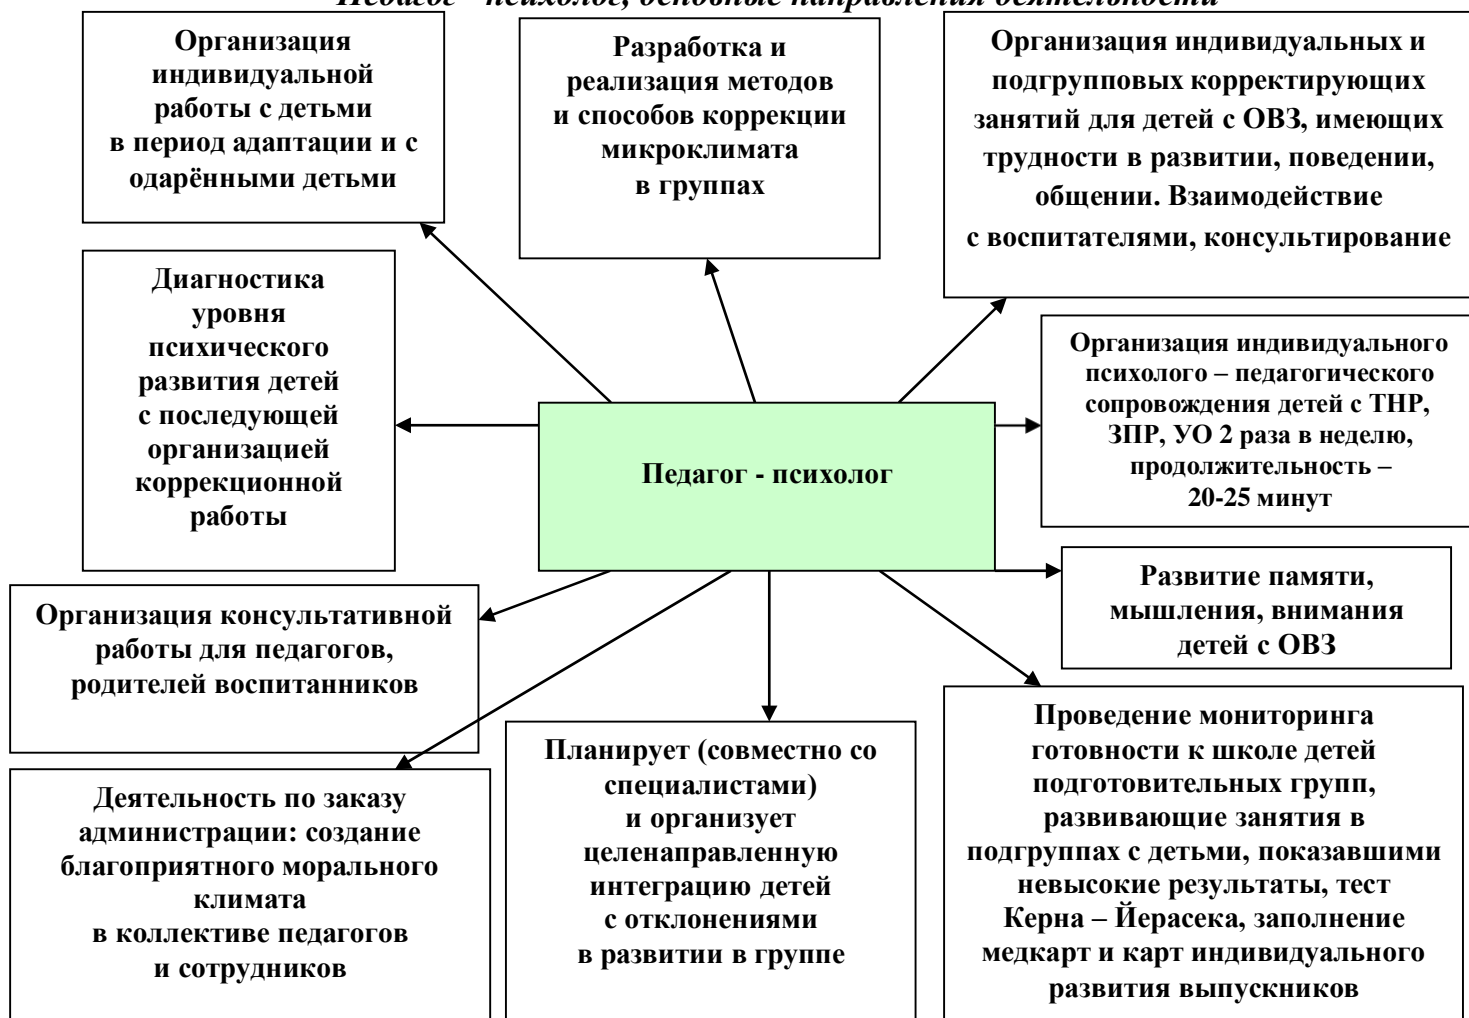 Педагог - психолог, основные направления деятельности
Организация
индивидуальной
работы с детьми
в период адаптации и с
одарёнными детьми
Разработка и
реализация методов
и способов коррекции
микроклимата
в группах
Организация индивидуальных и
подгрупповых корректирующих
занятий для детей с ОВЗ, имеющих
трудности в развитии, поведении,
общении. Взаимодействие
с воспитателями, консультирование
Диагностика
уровня
психического
развития детей
с последующей
организацией
коррекционной
работы
Организация индивидуального
психолого – педагогического
сопровождения детей с ТНР,
ЗПР, УО 2 раза в неделю,
продолжительность –
20-25 минут
Педагог - психолог
Развитие памяти,
мышления, внимания
детей с ОВЗ
Организация консультативной
работы для педагогов,
родителей воспитанников
Деятельность по заказу
администрации: создание
благоприятного морального
климата
в коллективе педагогов
и сотрудников
Планирует (совместно со
специалистами)
и организует
целенаправленную
интеграцию детей
с отклонениями
в развитии в группе
Проведение мониторинга
готовности к школе детей
подготовительных групп,
развивающие занятия в
подгруппах с детьми, показавшими
невысокие результаты, тест
Керна – Йерасека, заполнение
медкарт и карт индивидуального
развития выпускников